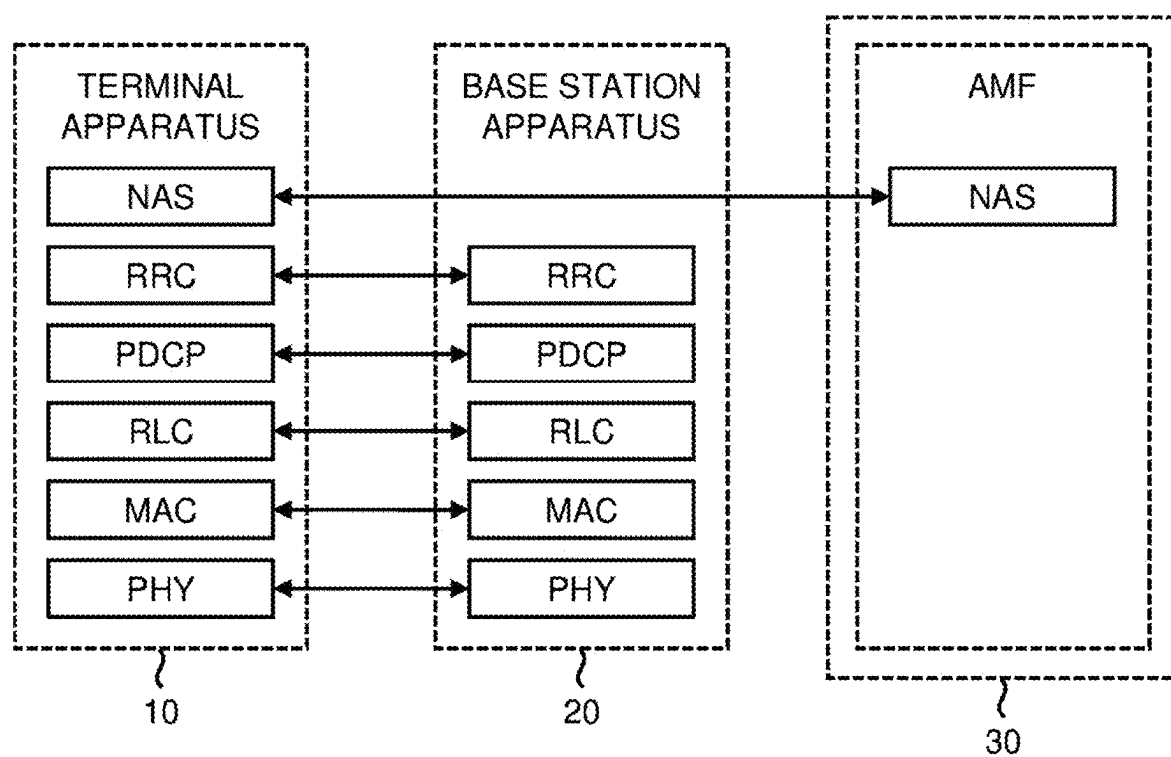 TERMINAL
APPARATUS
BASE STATION
APPARATUS
AMF
NAS
NAS
RRC
RRC
PDCP
PDCP
RLC
RLC
MAC
MAC
PHY
PHY
10
20
30